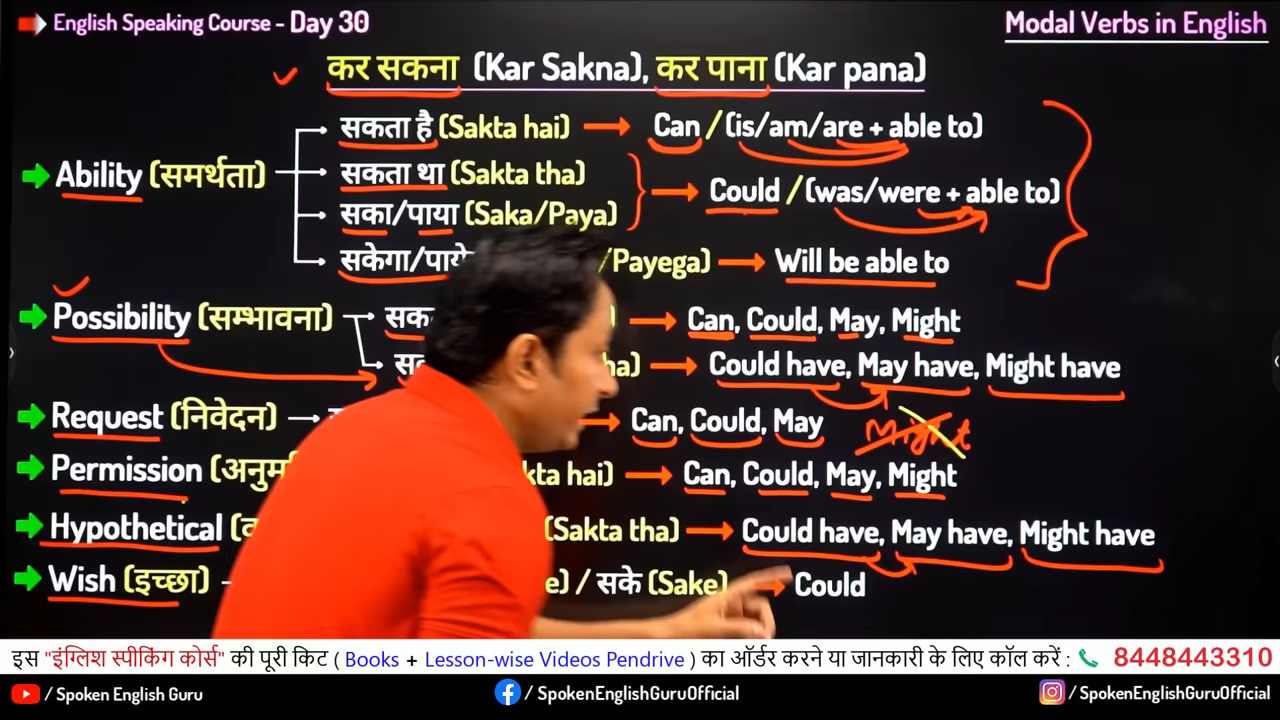 English Speaking Course - Day 30
Modal Verbs in English
कर सकना (Kar Sakna), कर पाना (Kar pana)
सकता है (Sakta hai) Can / (is/am/are + able to)
Ability (समर्थता) सकता था (Sakta tha)
Could / (was/were + able to)
सका/पाया (Saka/Paya)
सकेगा/ /Payega) Will be able to
Possibility (सम्भावना) Can, Could, May, Might
Could have, May have, Might have
Request (निवेदन) Can, Could, May Might
Permission hai) Can, Could, May, Might
Hypothetical (Sakta tha) Could have, May have, Might have
Wish (इच्छा) / सके (Sake) Could
इस "इंग्लिश स्पीकिंग कोर्स" की पूरी किट ( Books + Lesson-wise Videos Pendrive ) का ऑर्डर करने या जानकारी के लिए कॉल करें : 8448443310
/ Spoken English Guru / SpokenEnglishGuruOfficial / SpokenEnglishGuruOfficial